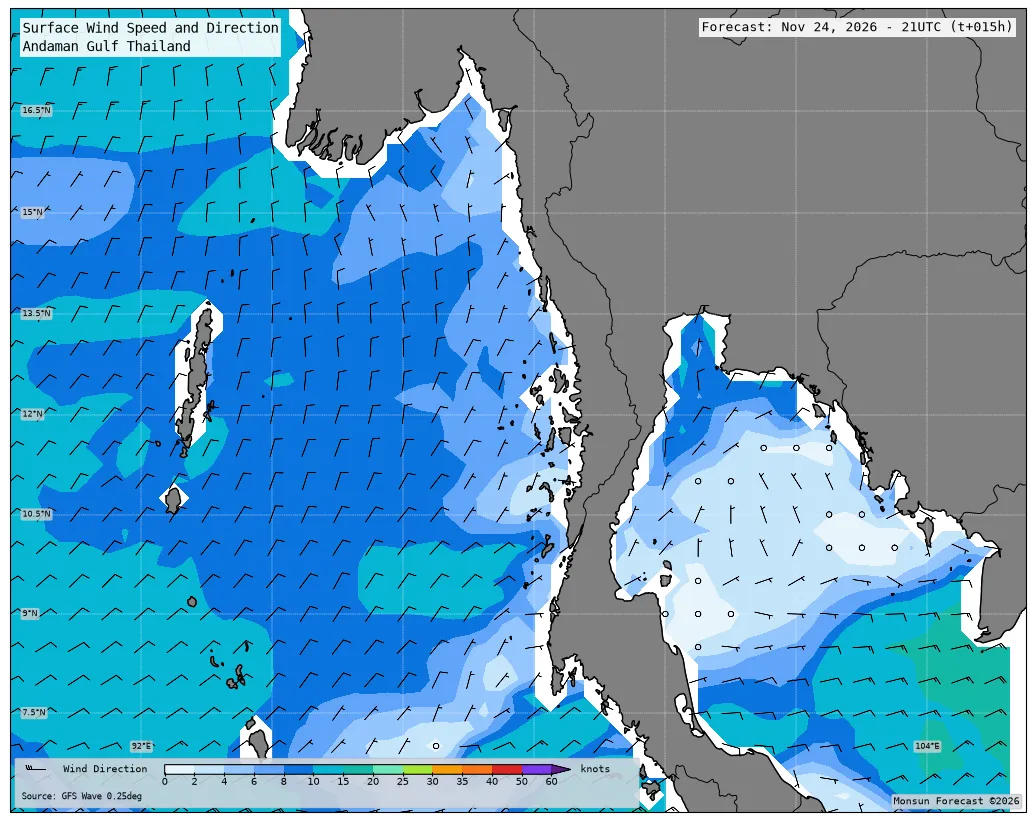 Surface Wind Speed and Direction
Andaman Gulf Thailand
Forecast: Nov 24, 2026 - 21UTC (t+015h)
16.5°N
15°N
13.5°N
12°N
10.5°N
9°N
7.5°N
92°E
104°E
Wind Direction
0 2 4 6 8 10 15 20 25 30 35 40 45 50 60
knots
Source: GFS Wave 0.25deg
Monsun Forecast ©2026